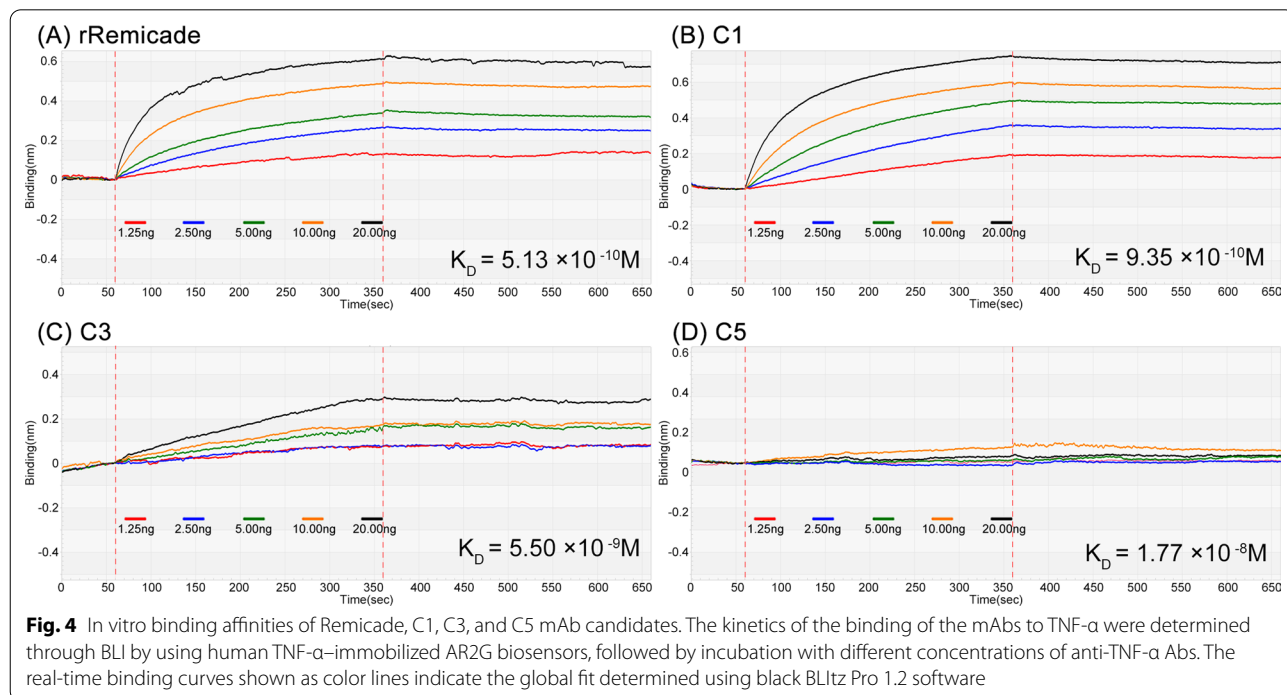 (A) rRemicade
Binding(nm)
0.6
0.4
0.2
0
-0.2
-0.4
1.25ng 2.50ng 5.00ng 10.00ng 20.00ng
K_D = 5.13 ×10⁻¹⁰M
0 50 100 150 200 250 300 350 400 450 500 550 600 650
Time(sec)
(B) C1
Binding(nm)
0.6
0.4
0.2
0
-0.2
-0.4
1.25ng 2.50ng 5.00ng 10.00ng 20.00ng
K_D = 9.35 ×10⁻¹⁰M
0 50 100 150 200 250 300 350 400 450 500 550 600 650
Time(sec)
(C) C3
Binding(nm)
0.4
0.2
0
-0.2
-0.4
1.25ng 2.50ng 5.00ng 10.00ng 20.00ng
K_D = 5.50 ×10⁻⁹M
0 50 100 150 200 250 300 350 400 450 500 550 600 650
Time(sec)
(D) C5
Binding(nm)
0.6
0.4
0.2
0
-0.2
-0.4
1.25ng 2.50ng 5.00ng 10.00ng 20.00ng
K_D = 1.77 ×10⁻⁸M
0 50 100 150 200 250 300 350 400 450 500 550 600 650
Time(sec)
Fig. 4 In vitro binding affinities of Remicade, C1, C3, and C5 mAb candidates. The kinetics of the binding of the mAbs to TNF-α were determined
through BLI by using human TNF-α–immobilized AR2G biosensors, followed by incubation with different concentrations of anti-TNF-α Abs. The
real-time binding curves shown as color lines indicate the global fit determined using black BLItz Pro 1.2 software